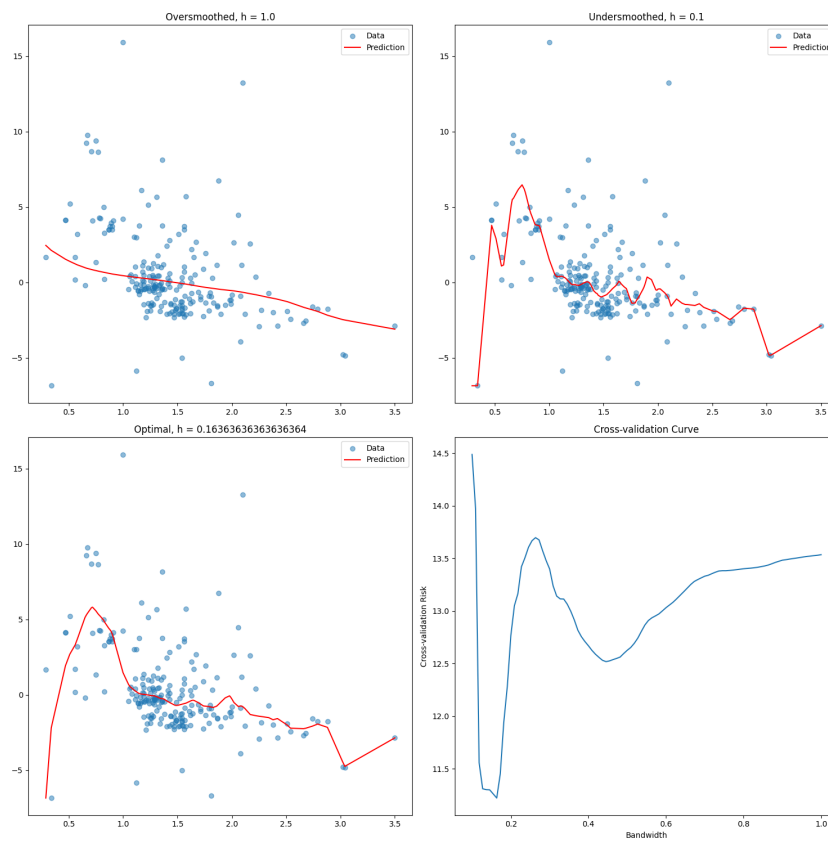 Oversmoothed, h = 1.0
Data
Prediction
15
10
5
0
−5
0.5 1.0 1.5 2.0 2.5 3.0 3.5
Undersmoothed, h = 0.1
Data
Prediction
15
10
5
0
−5
0.5 1.0 1.5 2.0 2.5 3.0 3.5
Optimal, h = 0.16363636363636364
Data
Prediction
15
10
5
0
−5
0.5 1.0 1.5 2.0 2.5 3.0 3.5
Cross-validation Curve
Cross-validation Risk
14.5
14.0
13.5
13.0
12.5
12.0
11.5
0.2 0.4 0.6 0.8 1.0
Bandwidth